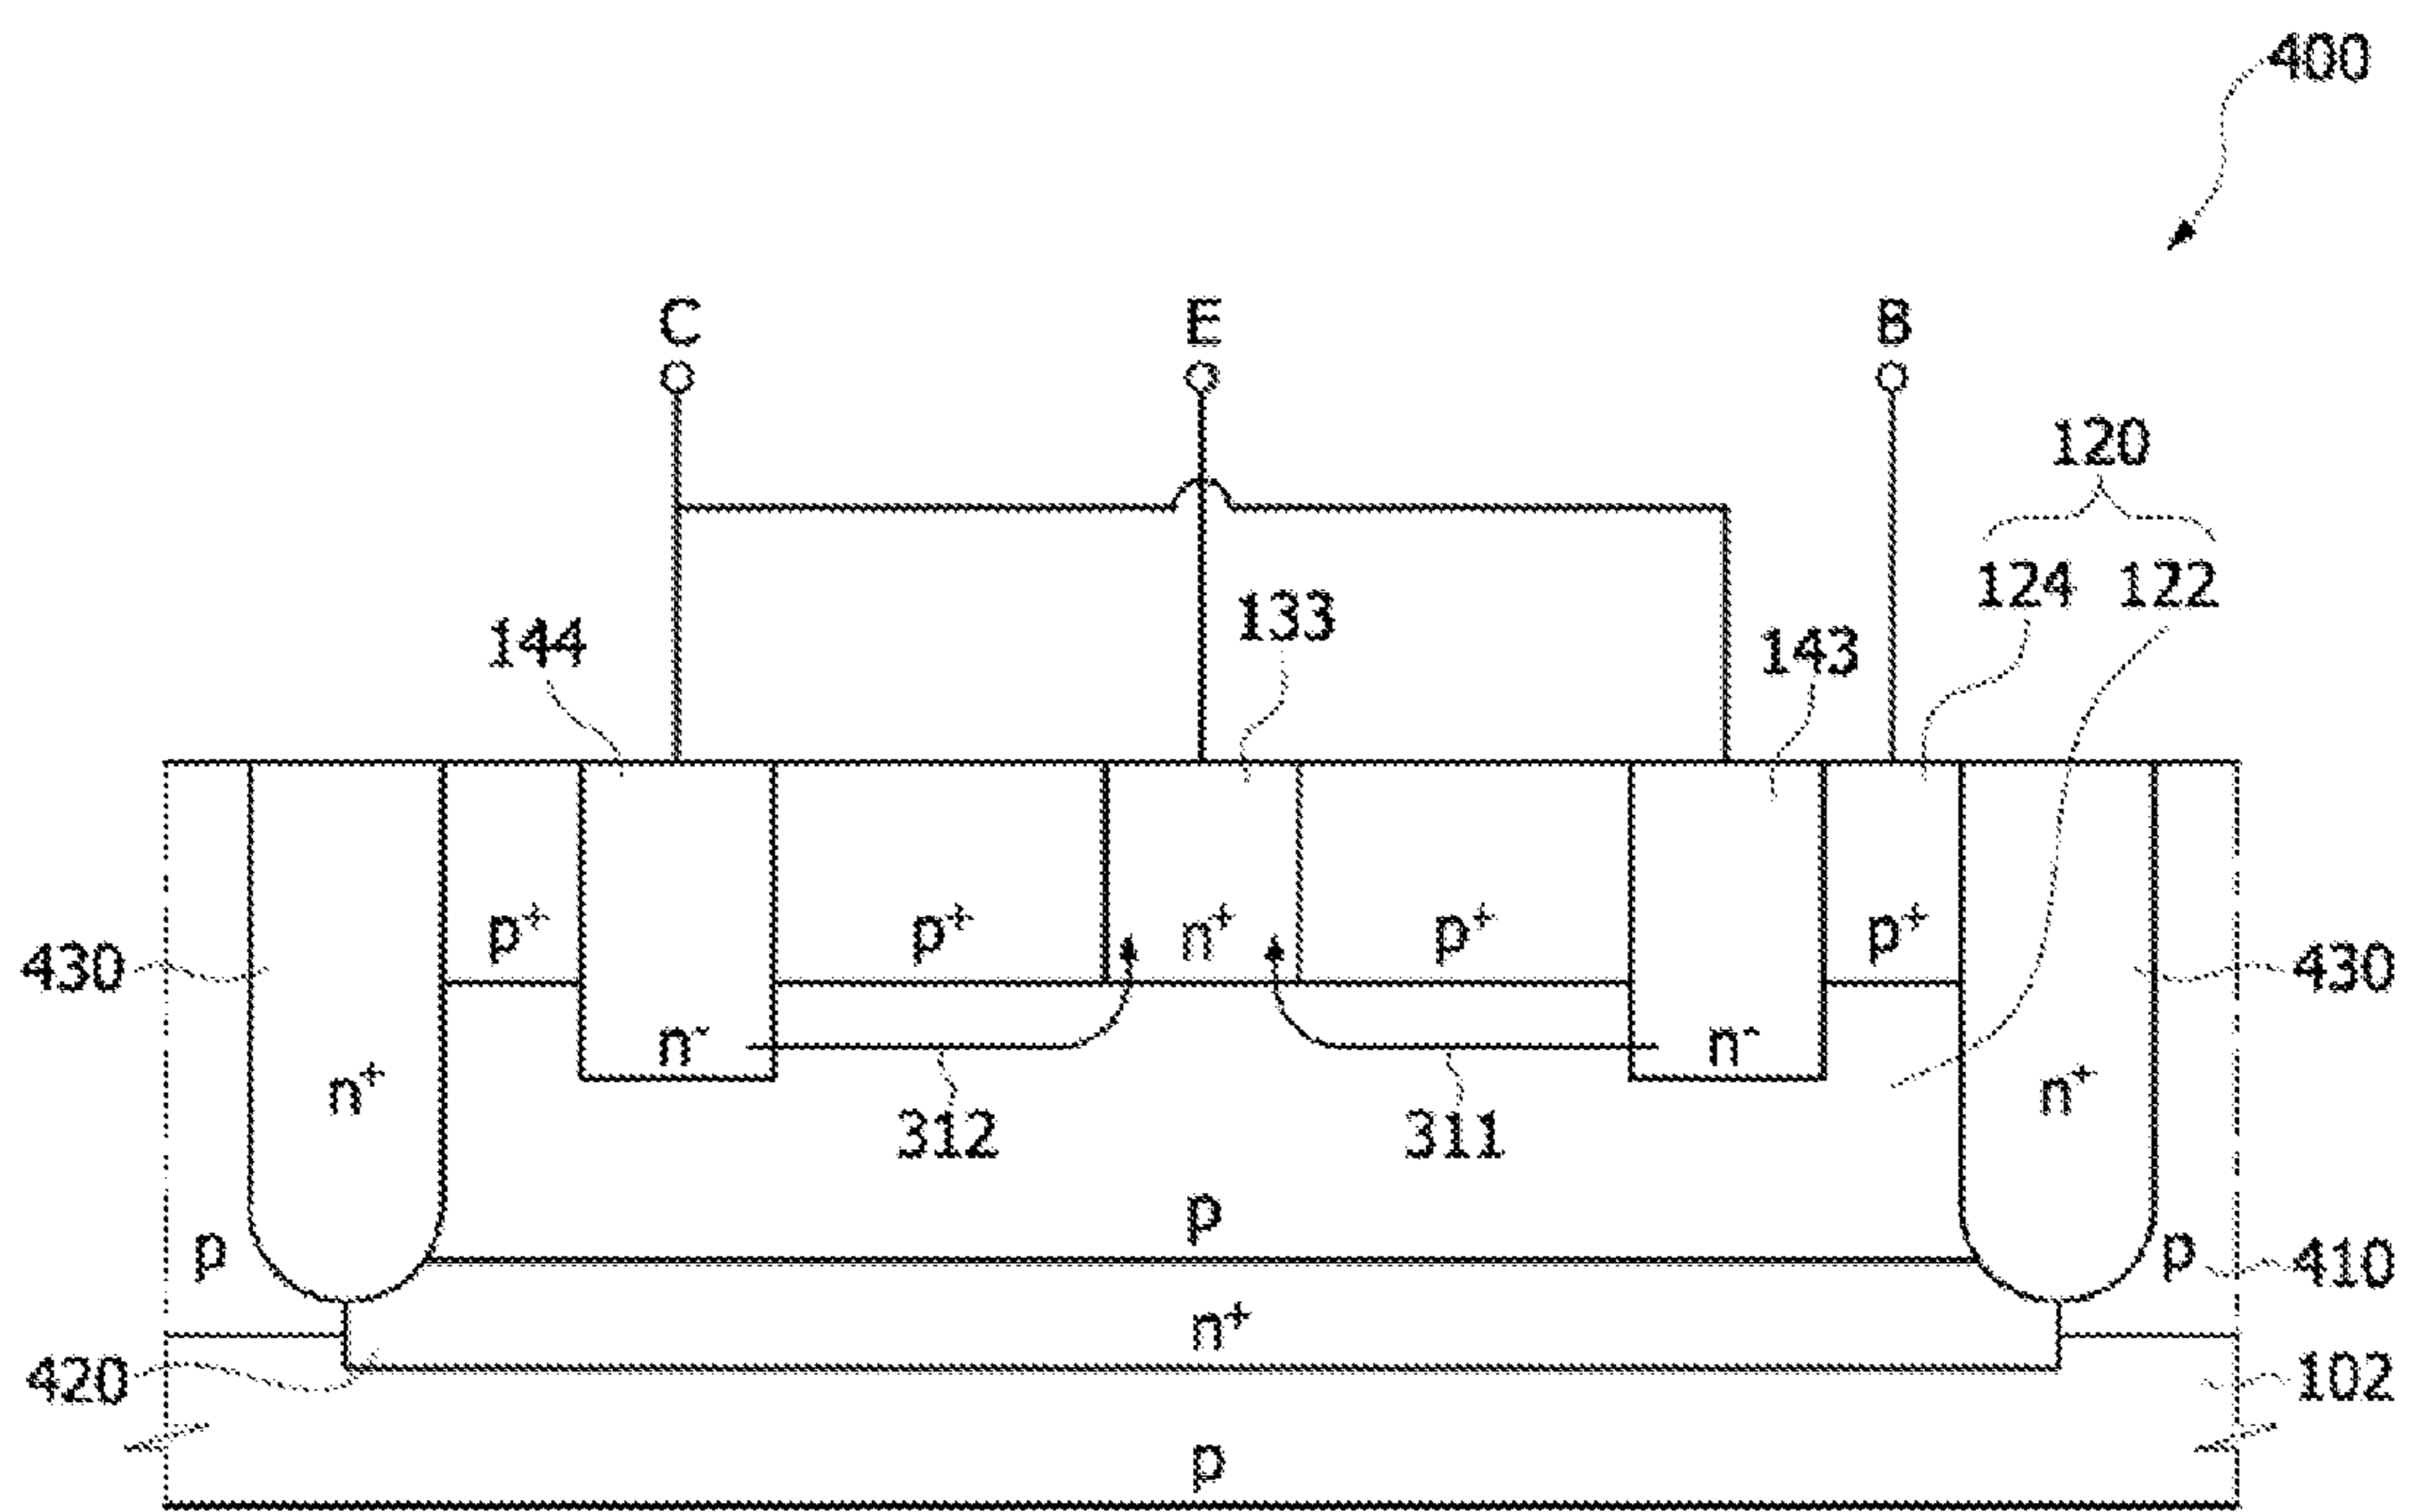 400
C E B
120
124 122
144 133 143
p⁺ p⁺ n⁺ p⁺ p⁺
430 430
n⁻ n⁻
n⁺ n⁺
312 311
p
p p 410
n⁺
420 102
p